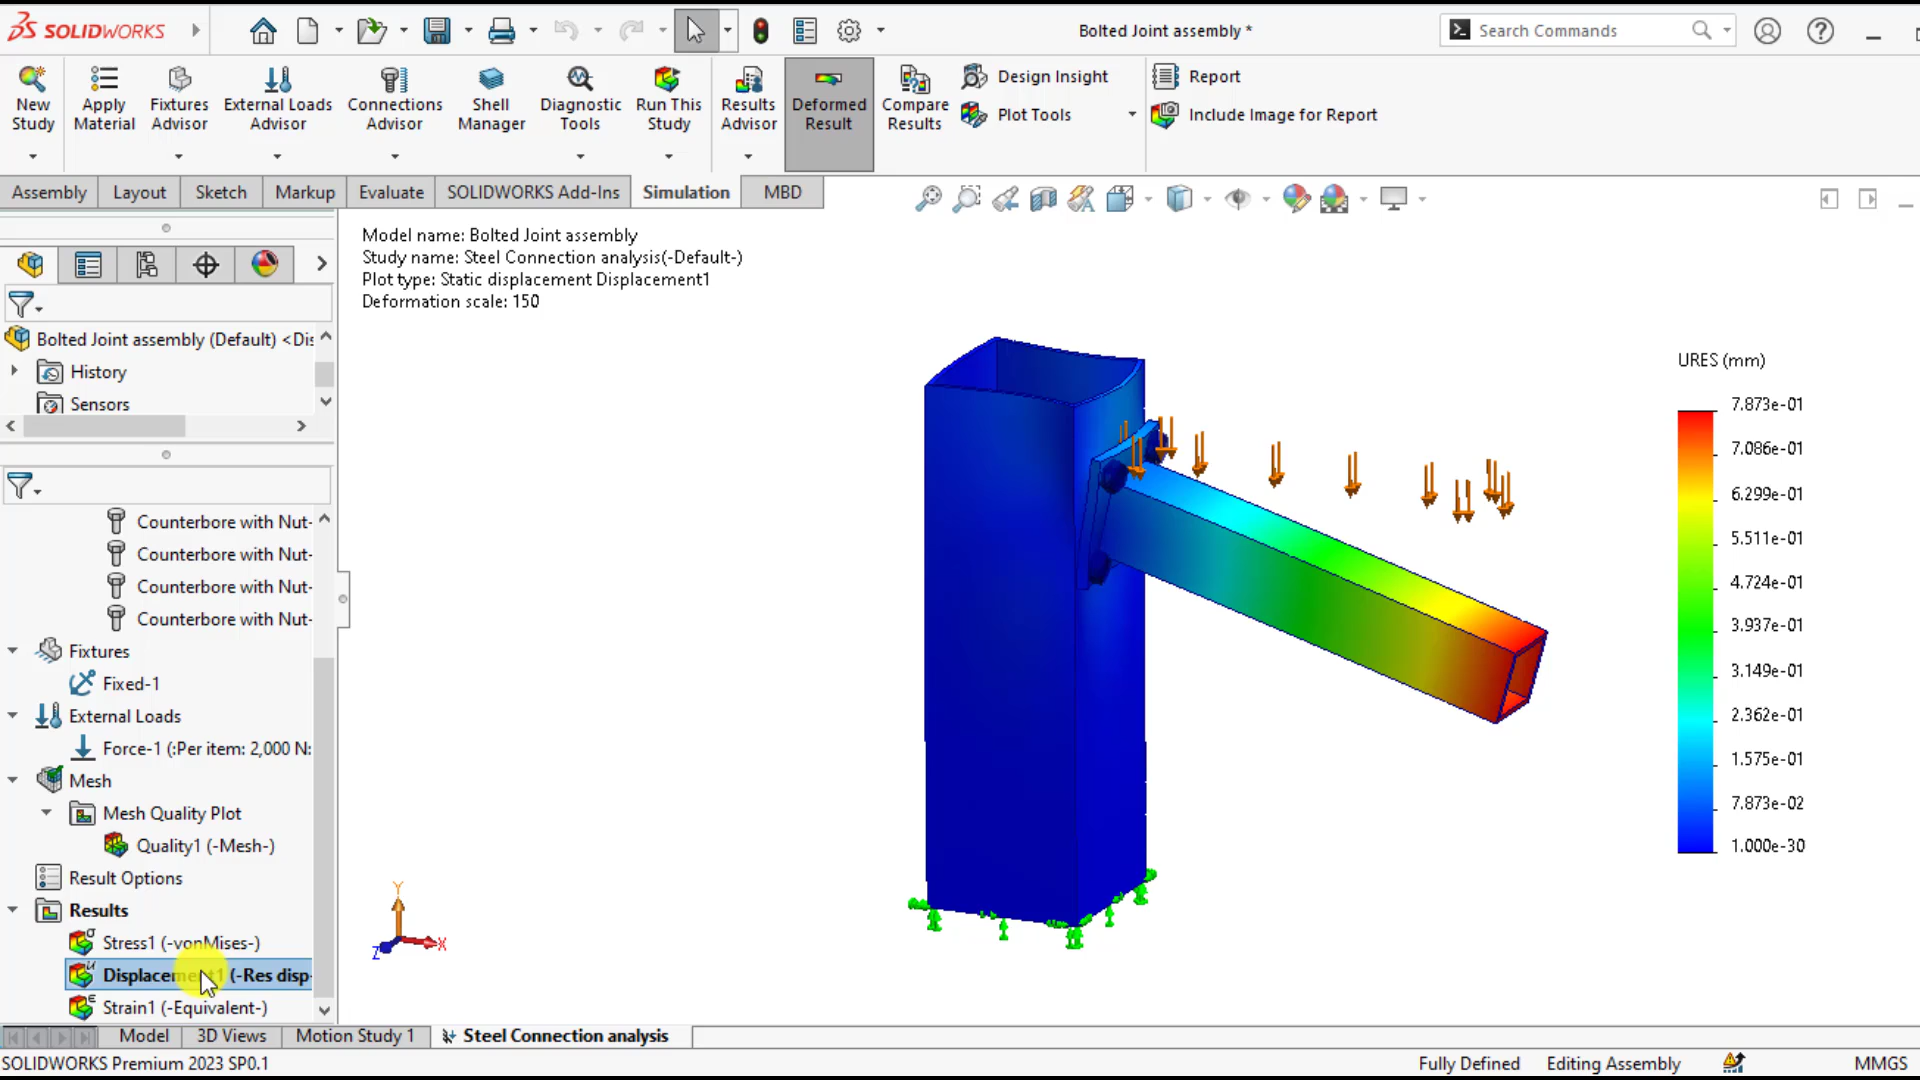 SOLIDWORKS
Bolted Joint assembly *
Search Commands
New Study
Apply Material
Fixtures Advisor
External Loads Advisor
Connections Advisor
Shell Manager
Diagnostic Tools
Run This Study
Results Advisor
Deformed Result
Compare Results
Design Insight
Plot Tools
Report
Include Image for Report
Assembly
Layout
Sketch
Markup
Evaluate
SOLIDWORKS Add-Ins
Simulation
MBD
Model name: Bolted Joint assembly
Study name: Steel Connection analysis(-Default-)
Plot type: Static displacement Displacement1
Deformation scale: 150
Bolted Joint assembly (Default) <Dis
History
Sensors
Counterbore with Nut-
Counterbore with Nut-
Counterbore with Nut-
Counterbore with Nut-
Fixtures
Fixed-1
External Loads
Force-1 (:Per item: 2,000 N:
Mesh
Mesh Quality Plot
Quality1 (-Mesh-)
Result Options
Results
Stress1 (-vonMises-)
Displacement1 (-Res disp-
Strain1 (-Equivalent-)
URES (mm)
7.873e-01
7.086e-01
6.299e-01
5.511e-01
4.724e-01
3.937e-01
3.149e-01
2.362e-01
1.575e-01
7.873e-02
1.000e-30
Y
X
Z
Model
3D Views
Motion Study 1
Steel Connection analysis
SOLIDWORKS Premium 2023 SP0.1
Fully Defined
Editing Assembly
MMGS